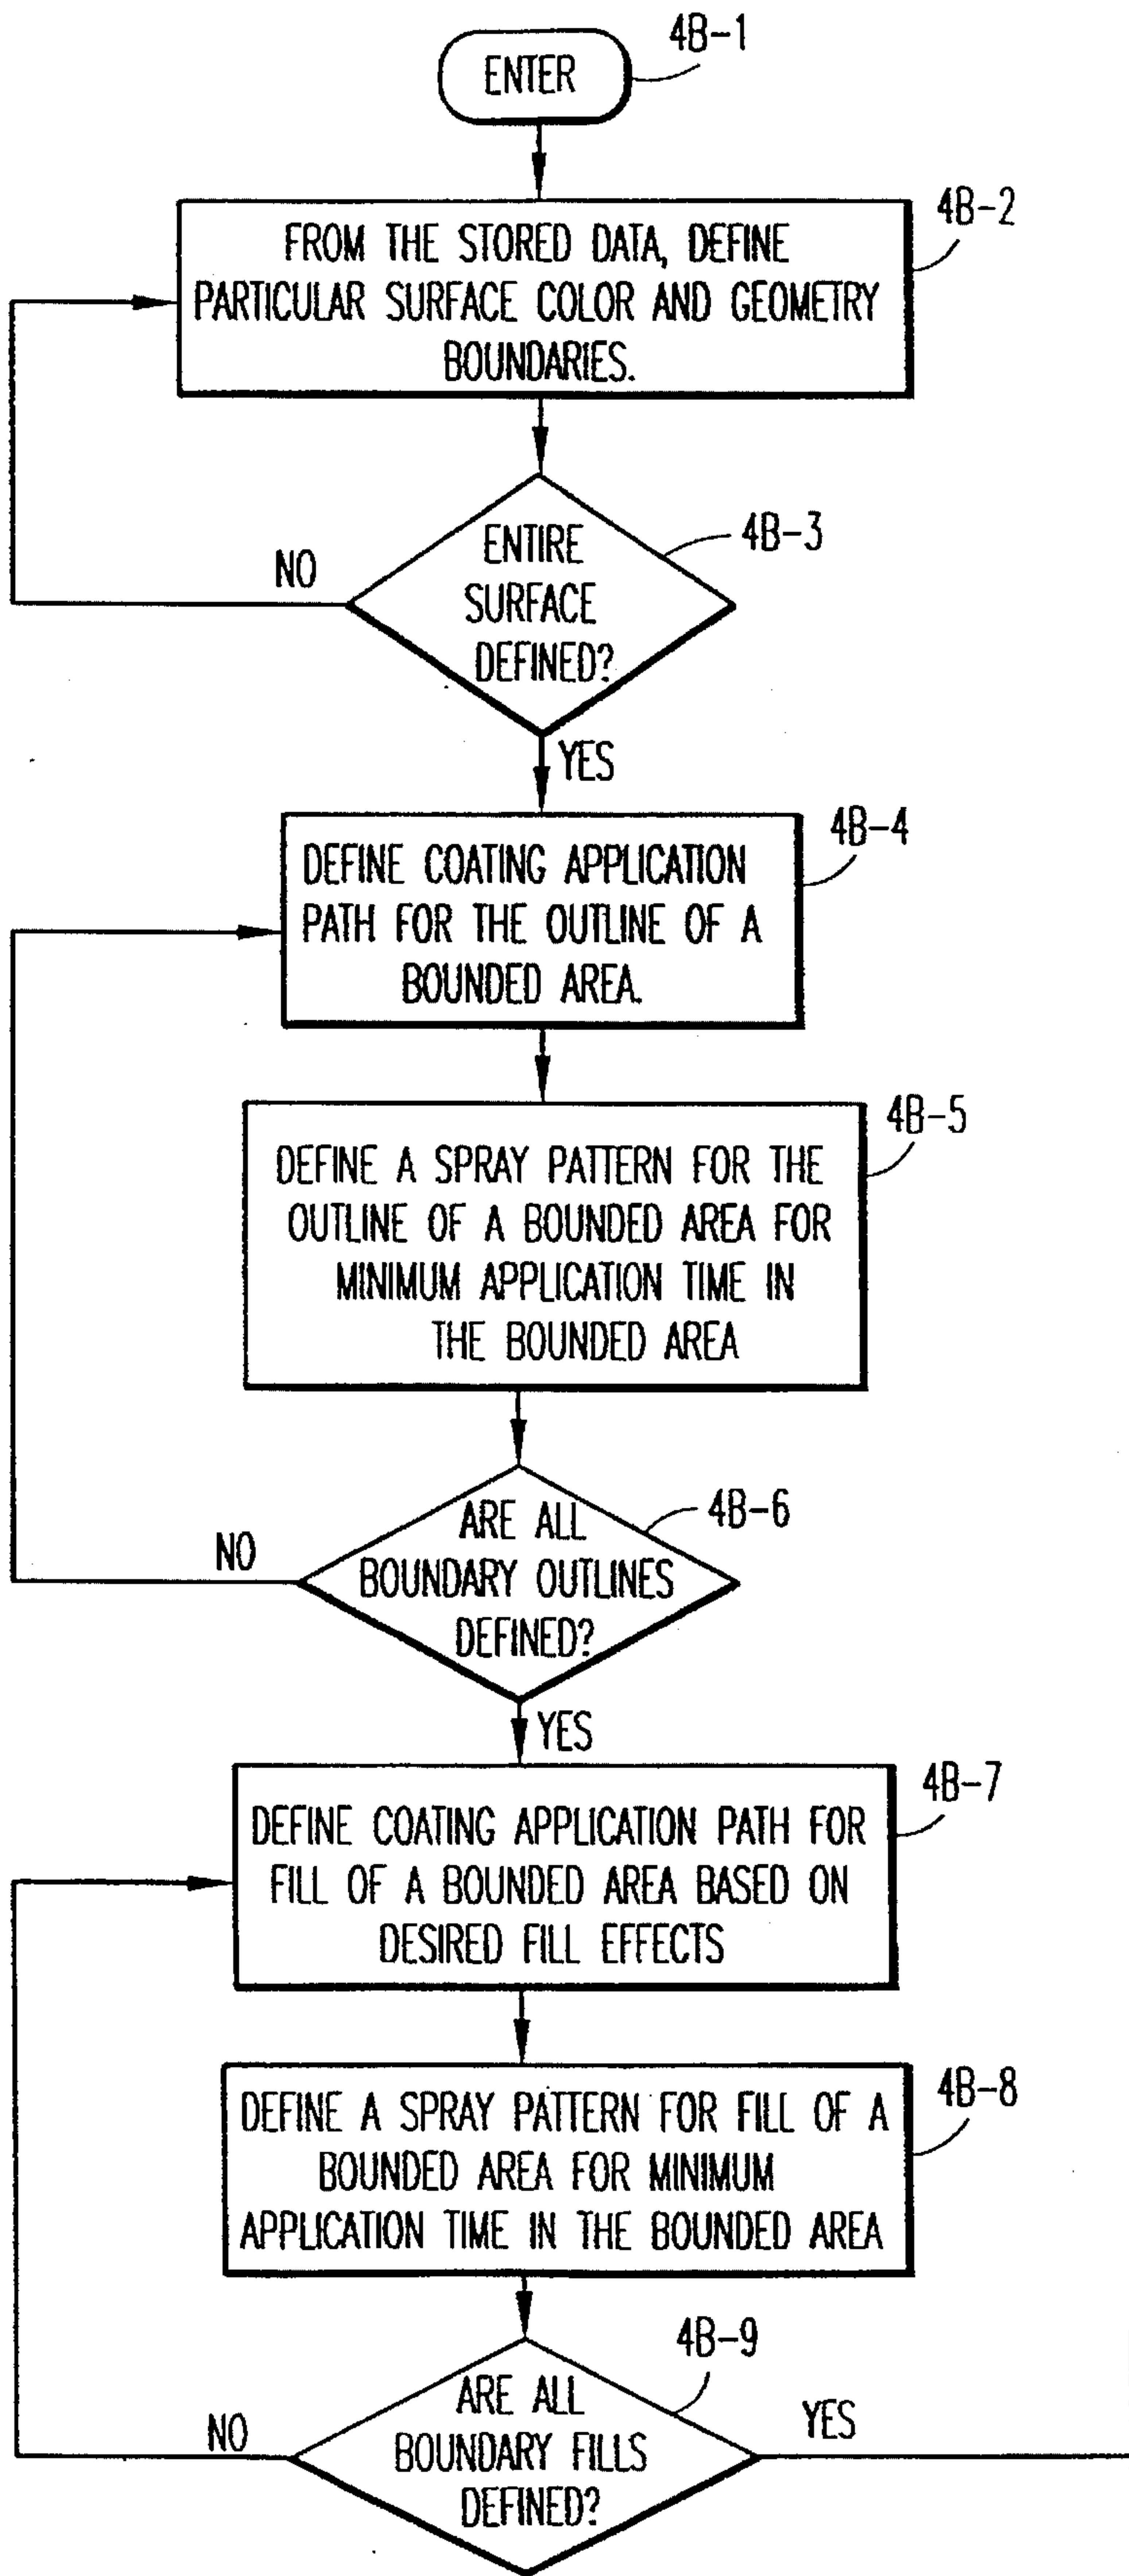 4B-1
ENTER
4B-2
FROM THE STORED DATA, DEFINE
PARTICULAR SURFACE COLOR AND GEOMETRY
BOUNDARIES.
4B-3
ENTIRE
SURFACE
DEFINED?
NO
YES
4B-4
DEFINE COATING APPLICATION
PATH FOR THE OUTLINE OF A
BOUNDED AREA.
4B-5
DEFINE A SPRAY PATTERN FOR THE
OUTLINE OF A BOUNDED AREA FOR
MINIMUM APPLICATION TIME IN
THE BOUNDED AREA
4B-6
ARE ALL
BOUNDARY OUTLINES
DEFINED?
NO
YES
4B-7
DEFINE COATING APPLICATION PATH FOR
FILL OF A BOUNDED AREA BASED ON
DESIRED FILL EFFECTS
4B-8
DEFINE A SPRAY PATTERN FOR FILL OF A
BOUNDED AREA FOR MINIMUM
APPLICATION TIME IN THE BOUNDED AREA
4B-9
ARE ALL
BOUNDARY FILLS
DEFINED?
NO
YES